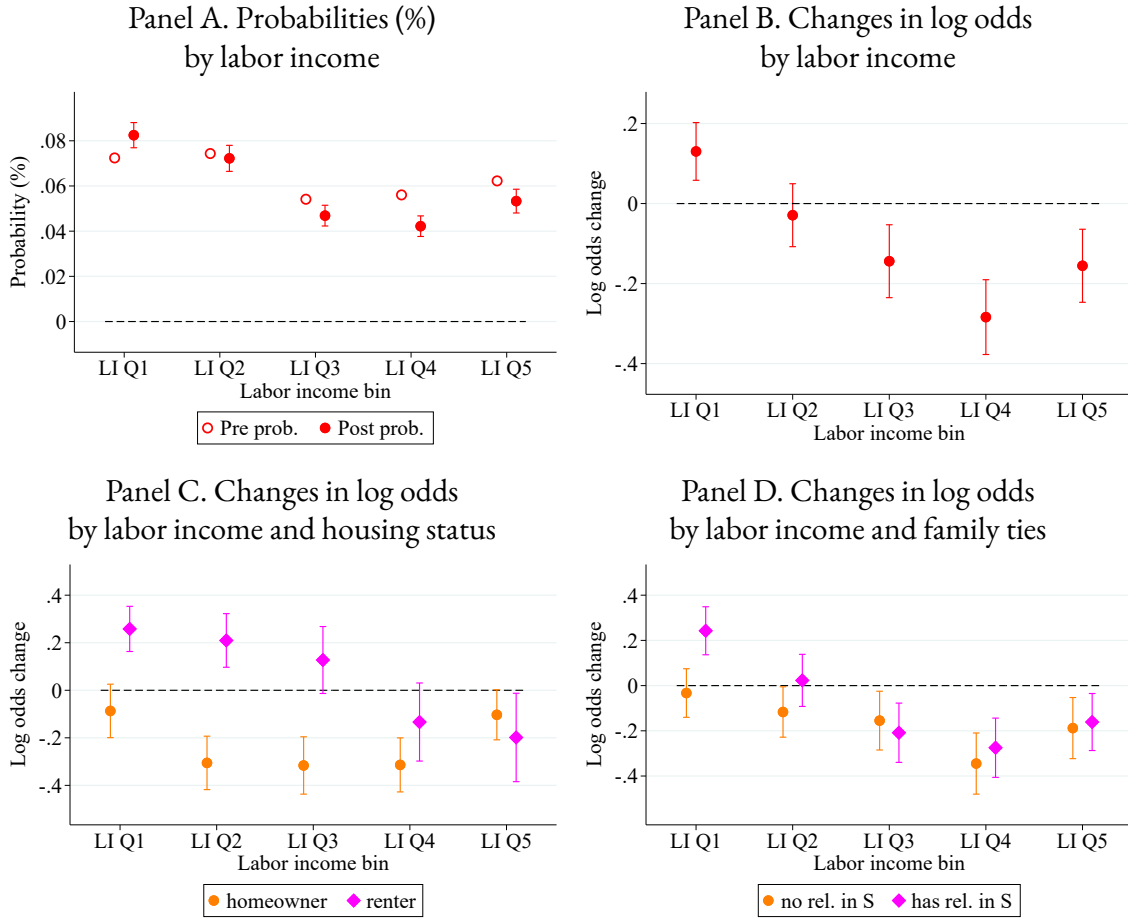 Panel A. Probabilities (%)
by labor income
Probability (%)
.08
.06
.04
.02
0
LI Q1 LI Q2 LI Q3 LI Q4 LI Q5
Labor income bin
Pre prob. Post prob.
Panel B. Changes in log odds
by labor income
Log odds change
.2
0
-.2
-.4
LI Q1 LI Q2 LI Q3 LI Q4 LI Q5
Labor income bin
Panel C. Changes in log odds
by labor income and housing status
Log odds change
.4
.2
0
-.2
-.4
LI Q1 LI Q2 LI Q3 LI Q4 LI Q5
Labor income bin
homeowner renter
Panel D. Changes in log odds
by labor income and family ties
Log odds change
.4
.2
0
-.2
-.4
LI Q1 LI Q2 LI Q3 LI Q4 LI Q5
Labor income bin
no rel. in S has rel. in S